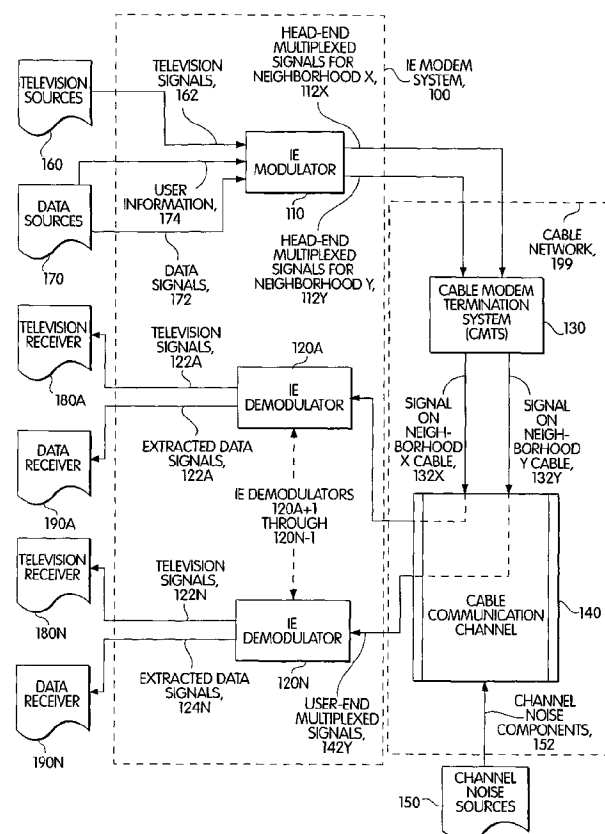 HEAD-END
MULTIPLEXED
SIGNALS FOR
NEIGHBORHOOD X,
112X
IE MODEM
SYSTEM, 100
TELEVISION
SIGNALS,
162
TELEVISION
SOURCES
160
IE
MODULATOR
110
USER
INFORMATION,
174
DATA
SOURCES
170
DATA
SIGNALS,
172
HEAD-END
MULTIPLEXED
SIGNALS FOR
NEIGHBORHOOD Y,
112Y
CABLE
NETWORK,
199
CABLE MODEM
TERMINATION
SYSTEM
(CMTS)
130
TELEVISION
RECEIVER
180A
TELEVISION
SIGNALS,
122A
120A
IE
DEMODULATOR
EXTRACTED DATA
SIGNALS,
122A
DATA
RECEIVER
190A
SIGNAL
ON
NEIGH-
BORHOOD
X CABLE,
132X
SIGNAL
ON
NEIGH-
BORHOOD
Y CABLE,
132Y
IE DEMODULATORS
120A+1
THROUGH
120N-1
CABLE
COMMUNICATION
CHANNEL
140
TELEVISION
RECEIVER
180N
TELEVISION
SIGNALS,
122N
IE
DEMODULATOR
120N
EXTRACTED DATA
SIGNALS,
124N
DATA
RECEIVER
190N
USER-END
MULTIPLEXED
SIGNALS,
142Y
CHANNEL
NOISE
COMPONENTS,
152
150
CHANNEL
NOISE
SOURCES